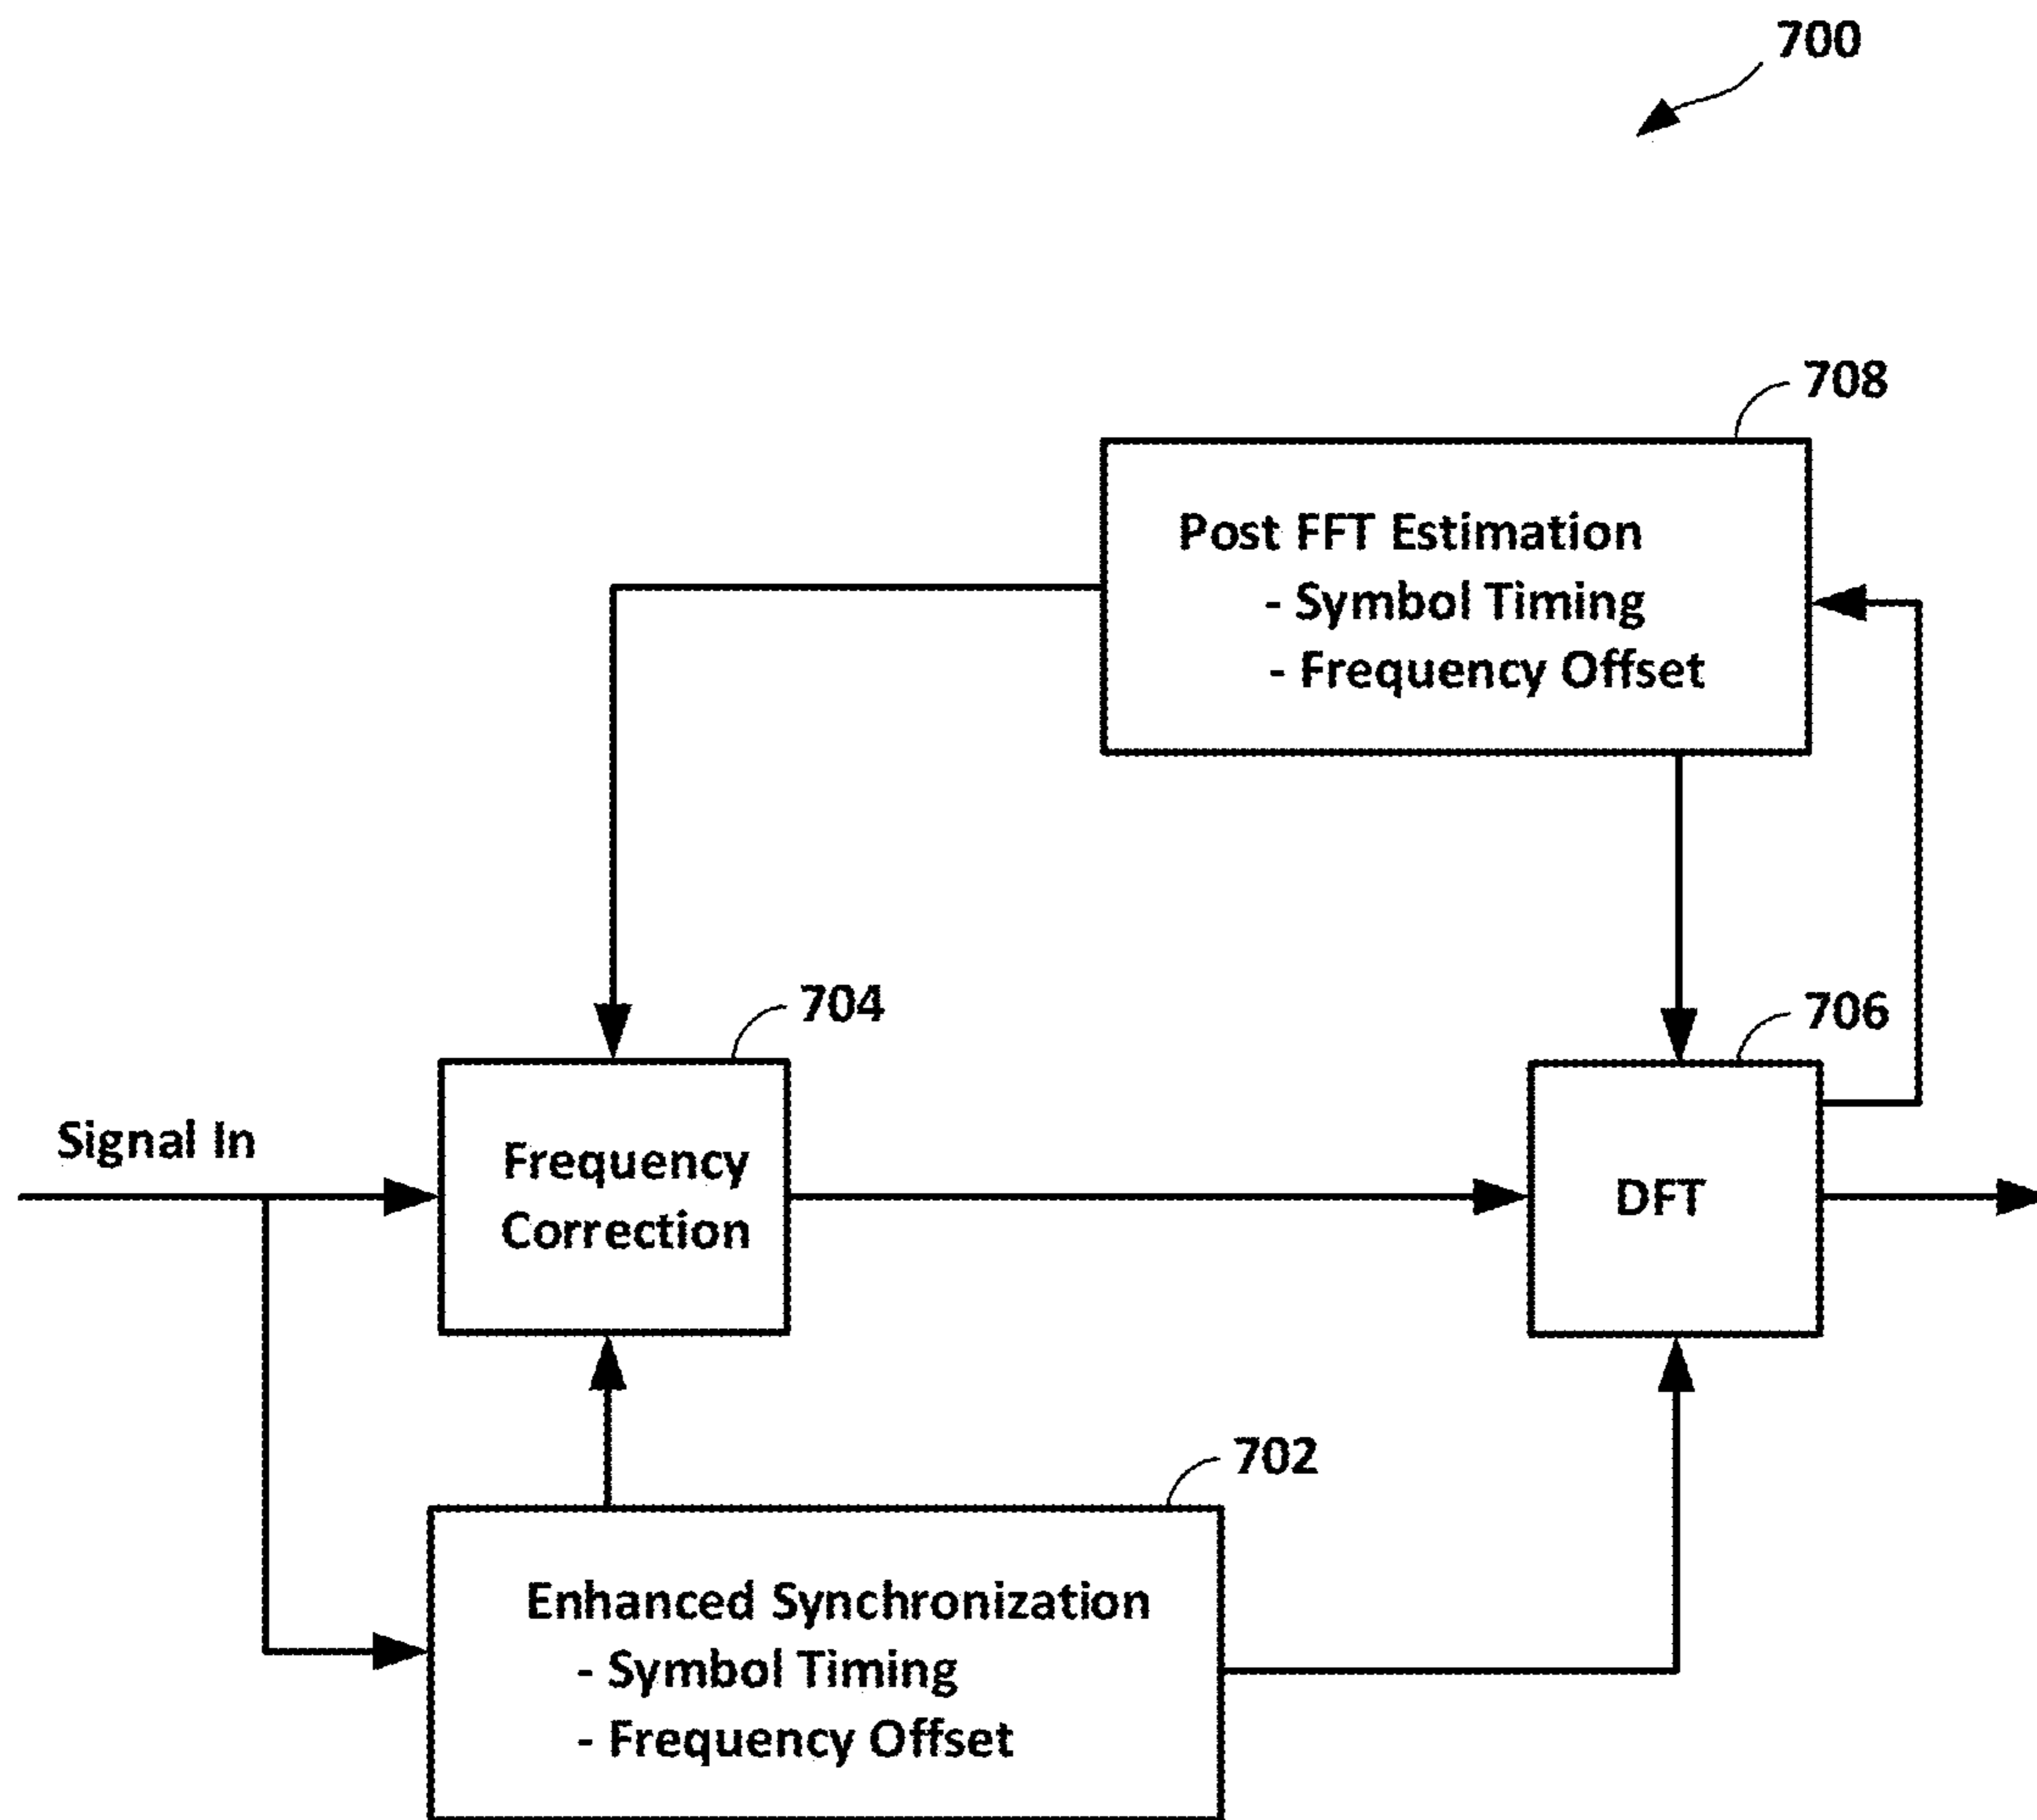 700
708
Post FFT Estimation
- Symbol Timing
- Frequency Offset
704
706
Signal In
Frequency
Correction
DFT
702
Enhanced Synchronization
- Symbol Timing
- Frequency Offset